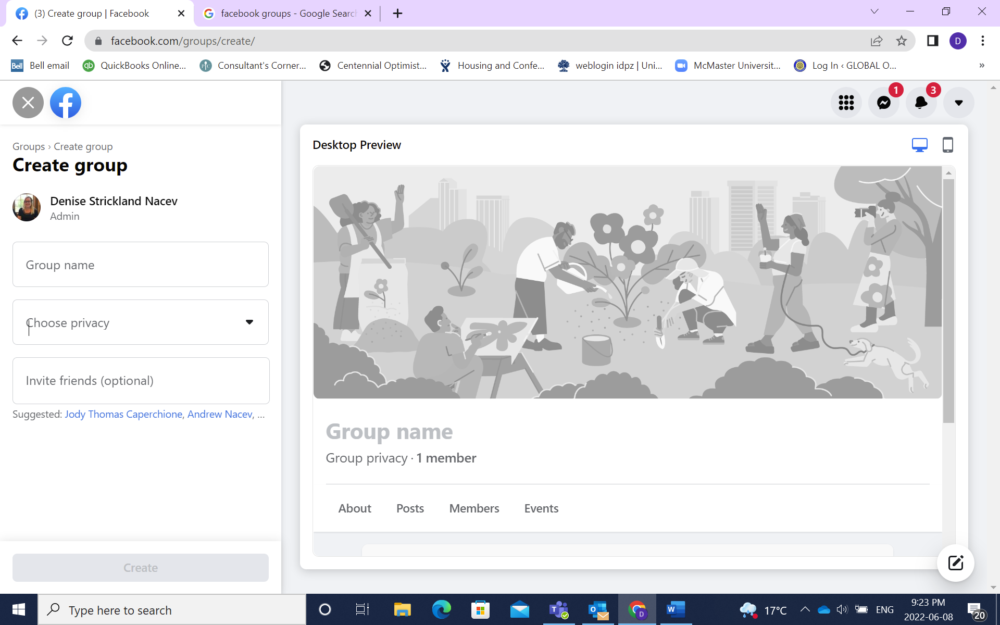 (3) Create group | Facebook
facebook groups - Google Search
facebook.com/groups/create/
Bell
Bell email
qb
QuickBooks Online...
Consultant's Corner...
Centennial Optimist...
Housing and Confe...
weblogin idpz | Uni...
McMaster Universit...
Log In ‹ GLOBAL O...
»
D
1
3
Groups › Create group
Create group
Denise Strickland Nacev
Admin
Group name
Choose privacy
Invite friends (optional)
Suggested: Jody Thomas Caperchione, Andrew Nacev, ...
Create
Desktop Preview
Group name
Group privacy · 1 member
About
Posts
Members
Events
Type here to search
17°C
ENG
9:23 PM
2022-06-08
20